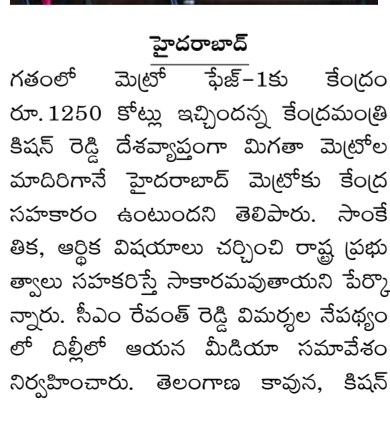 హైదరాబాద్
గతంలో మెట్రో ఫేజ్-1కు కేంద్రం
రూ.1250 కోట్లు ఇచ్చిందన్న కేంద్రమంత్రి
కిషన్ రెడ్డి దేశవ్యాప్తంగా మిగతా మెట్రోల
మాదిరిగానే హైదరాబాద్ మెట్రోకు కేంద్ర
సహకారం ఉంటుందని తెలిపారు. సాంకే
తిక, ఆర్థిక విషయాలు చర్చించి రాష్ట్ర ప్రభు
త్వాలు సహకరిస్తే సాకారమవుతాయని పేర్కొ
న్నారు. సీఎం రేవంత్ రెడ్డి విమర్శల నేపథ్యం
లో దిల్లీలో ఆయన మీడియా సమావేశం
నిర్వహించారు. తెలంగాణ కావున, కిషన్